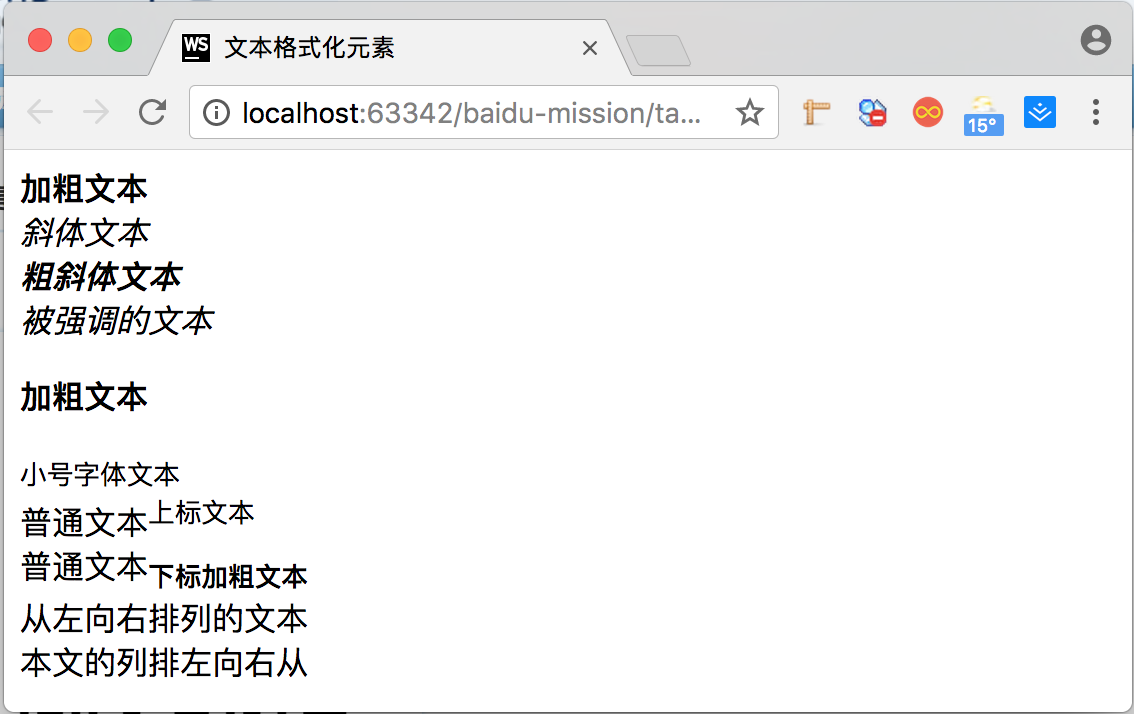 WS 文本格式化元素
localhost:63342/baidu-mission/ta...
15°
加粗文本
斜体文本
粗斜体文本
被强调的文本
加粗文本
小号字体文本
普通文本上标文本
普通文本下标加粗文本
从左向右排列的文本
本文的列排左向右从